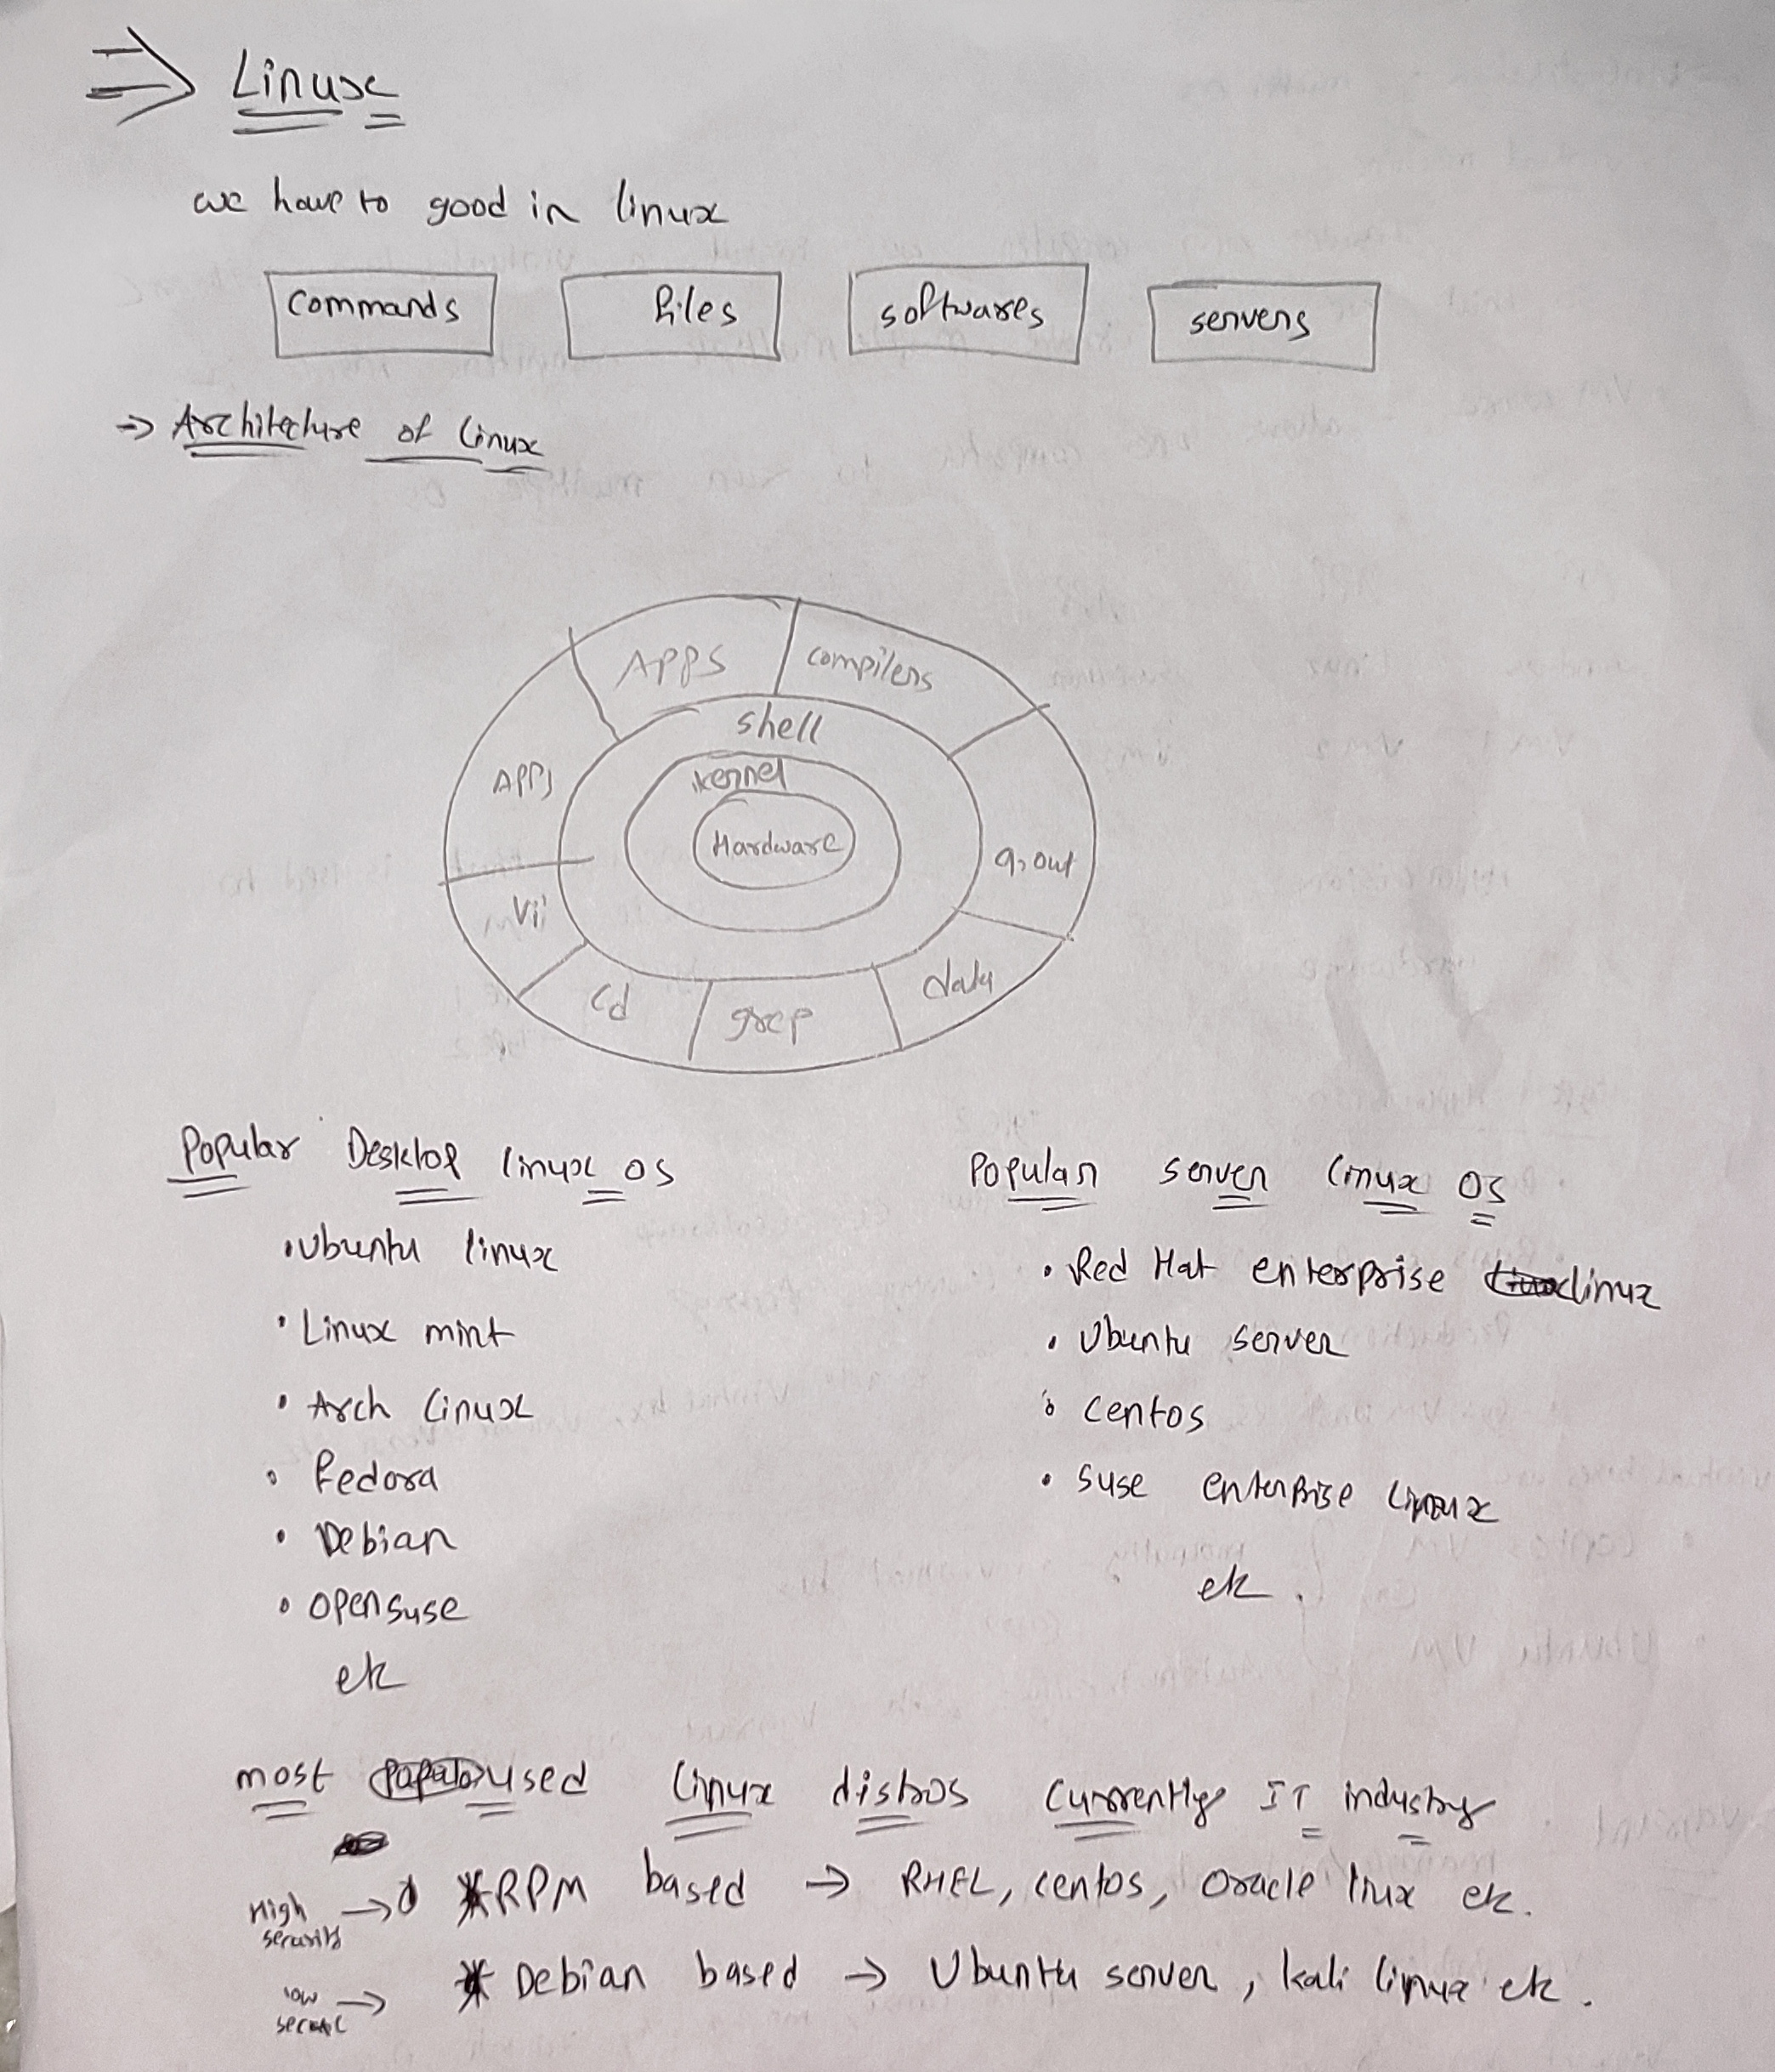 ⇒ Linux
we have to good in linux
commands files softwares servers
→ Architecture of Linux
APPS compilers
shell
APPS kernel
Hardware
a.out
Vi
cd grep data
Popular Desktop linux os
• Ubuntu linux
• Linux mint
• Arch Linux
• Fedora
• Debian
• opensuse
etc
Popular server linux os
• Red Hat enterprise linux
• Ubuntu server
• centos
• suse enterprise Linux
etc.
most used Linux distros currently IT industry
High security → * RPM based → RHEL, centos, oracle linux etc.
low → * Debian based → Ubuntu server, kali linux etc.